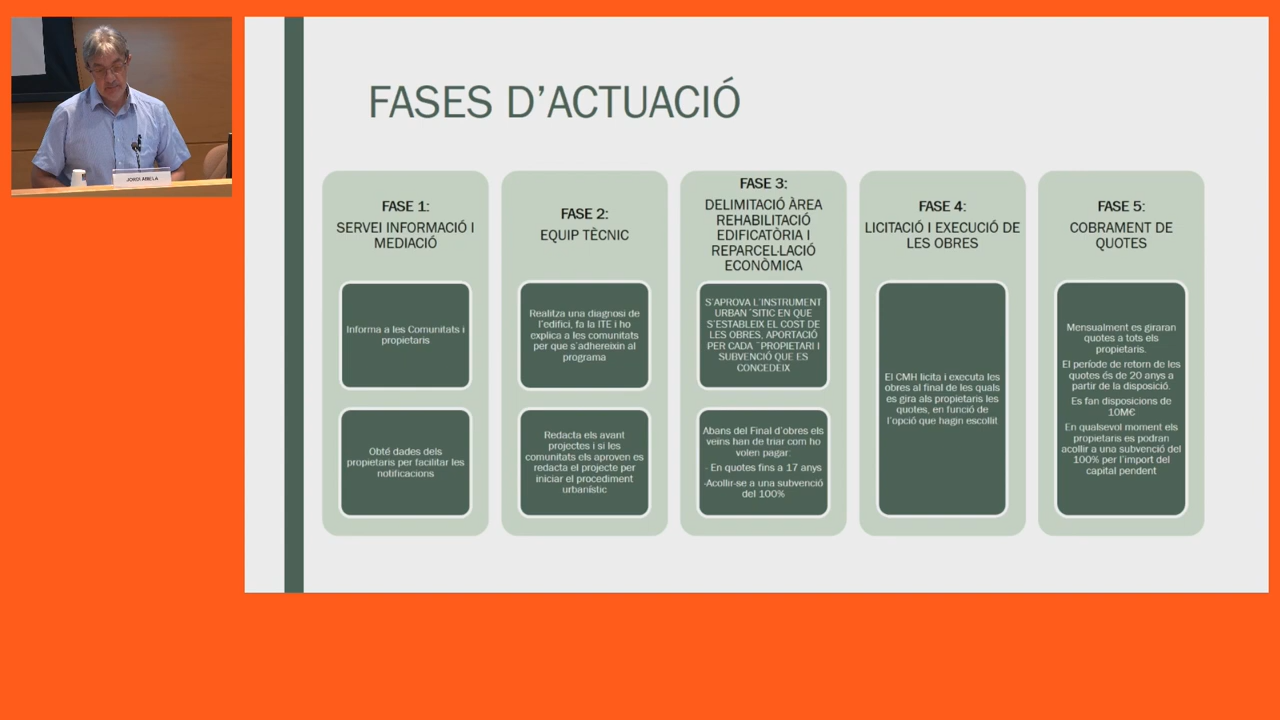 FASES D'ACTUACIÓ
FASE 1:
SERVEI INFORMACIÓ I
MEDIACIÓ
Informa a les Comunitats i
propietaris
Obté dades dels
propietaris per facilitar les
notificacions
FASE 2:
EQUIP TÈCNIC
Realitza una diagnosi de
l'edifici, fa la ITE i ho
explica a les comunitats
per que s'adhereixin al
programa
Redacta els avant
projectes i si les
comunitats els aproven es
redacta el projecte per
iniciar el procediment
urbanístic
FASE 3:
DELIMITACIÓ ÀREA
REHABILITACIÓ
EDIFICATÒRIA I
REPARCEL·LACIÓ
ECONÒMICA
S'APROVA L'INSTRUMENT
URBAN´SITIC EN QUE
S'ESTABLEIX EL COST DE
LES OBRES, APORTACIÓ
PER CADA ¨PROPIETARI I
SUBVENCIÓ QUE ES
CONCEDEIX
Abans del Final d'obres els
veïns han de triar com ho
volen pagar:
- En quotes fins a 17 anys
-Acollir-se a una subvenció
del 100%
FASE 4:
LICITACIÓ I EXECUCIÓ DE
LES OBRES
El CMH licita i executa les
obres al final de les quals
es gira als propietaris les
quotes, en funció de
l'opció que hagin escollit
FASE 5:
COBRAMENT DE
QUOTES
Mensualment es giraran
quotes a tots els
propietaris.
El període de retorn de les
quotes és de 20 anys a
partir de la disposició.
Es fan disposicions de
10M€
En qualsevol moment els
propietaris es podran
acollir a una subvenció del
100% per l'import del
capital pendent
JORDI ABELA